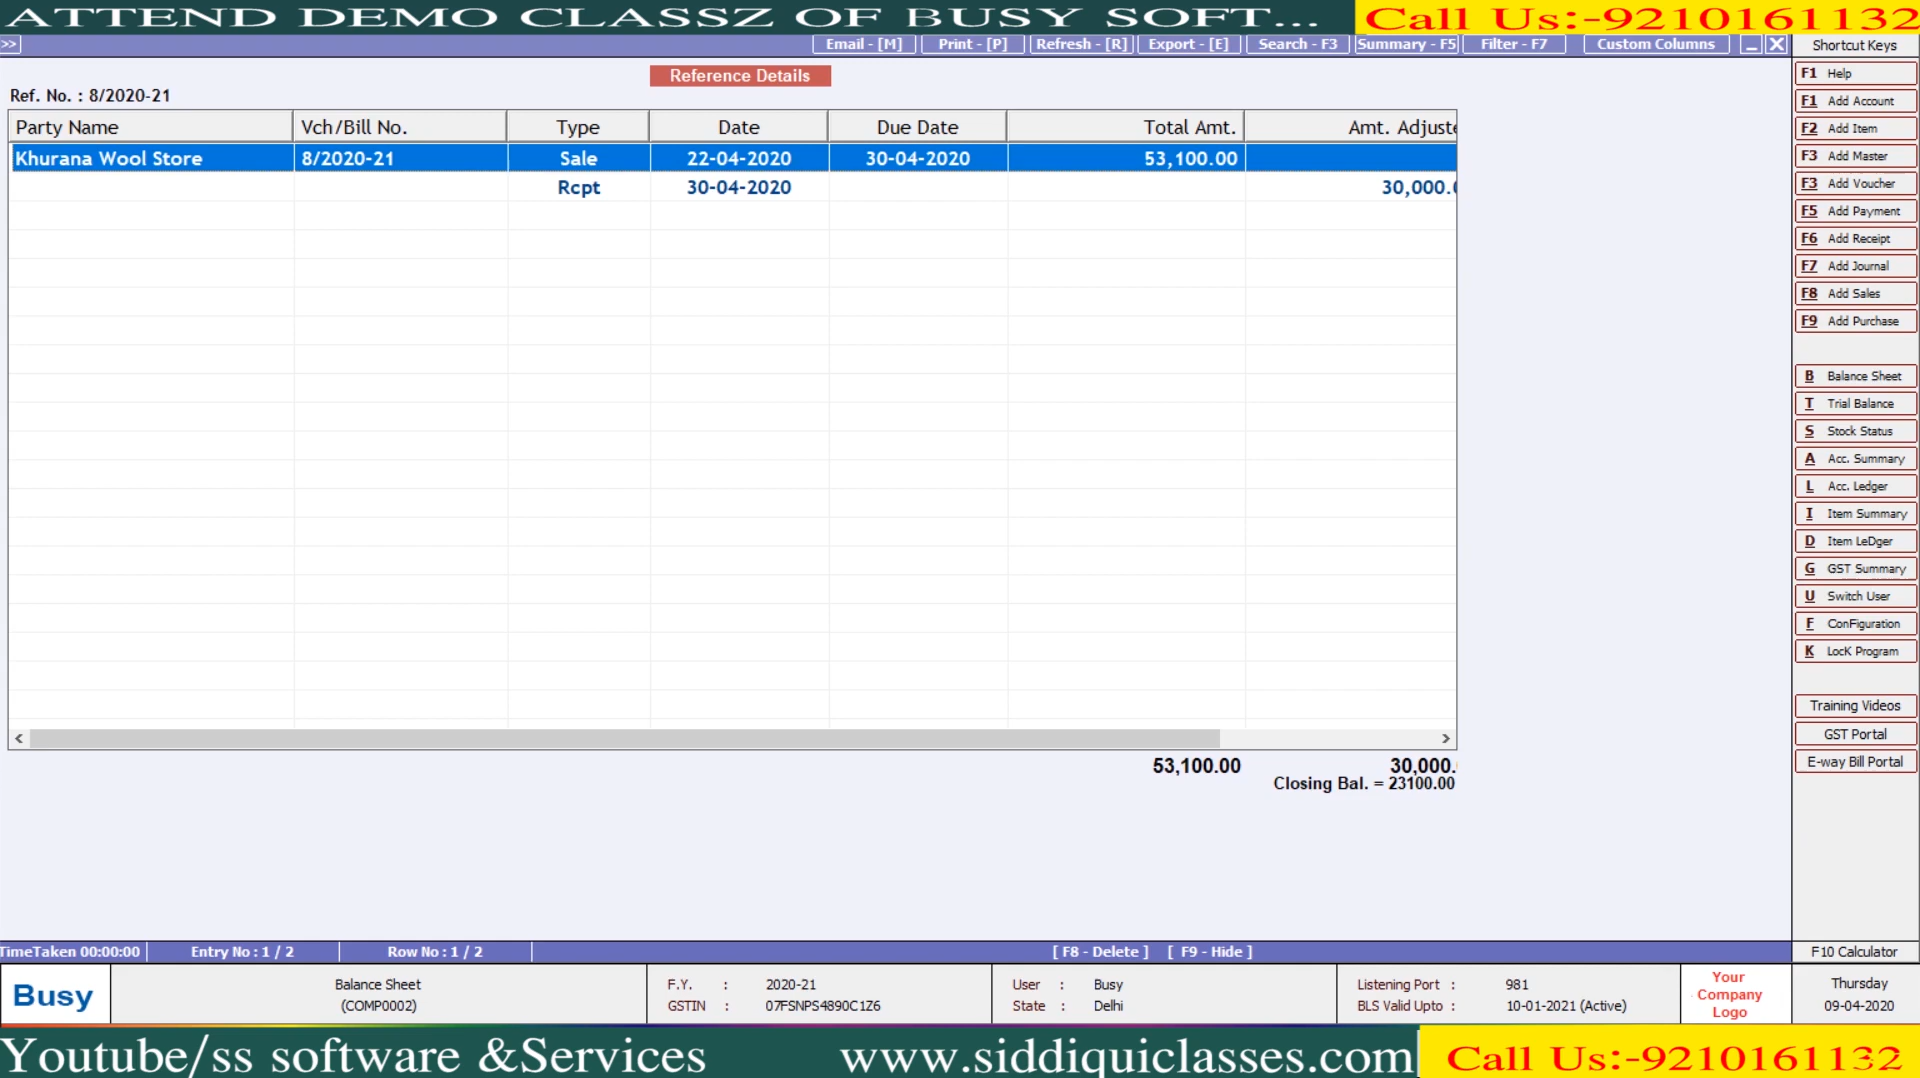 ATTEND DEMO CLASSZ OF BUSY SOFT... Call Us:-9210161132
>> Email - [M] Print - [P] Refresh - [R] Export - [E] Search - F3 Summary - F5 Filter - F7 Custom Columns _ X Shortcut Keys
Reference Details
Ref. No. : 8/2020-21
Party Name Vch/Bill No. Type Date Due Date Total Amt. Amt. Adjuste
Khurana Wool Store 8/2020-21 Sale 22-04-2020 30-04-2020 53,100.00
Rcpt 30-04-2020 30,000.0
53,100.00 30,000.
Closing Bal. = 23100.00
F1 Help
F1 Add Account
F2 Add Item
F3 Add Master
F3 Add Voucher
F5 Add Payment
F6 Add Receipt
F7 Add Journal
F8 Add Sales
F9 Add Purchase
B Balance Sheet
T Trial Balance
S Stock Status
A Acc. Summary
L Acc. Ledger
I Item Summary
D Item LeDger
G GST Summary
U Switch User
F ConFiguration
K LocK Program
Training Videos
GST Portal
E-way Bill Portal
TimeTaken 00:00:00 Entry No : 1 / 2 Row No : 1 / 2 [ F8 - Delete ] [ F9 - Hide ] F10 Calculator
Busy
Balance Sheet
(COMP0002)
F.Y. : 2020-21
GSTIN : 07FSNPS4890C1Z6
User : Busy
State : Delhi
Listening Port : 981
BLS Valid Upto : 10-01-2021 (Active)
Your
Company
Logo
Thursday
09-04-2020
Youtube/ss software &Services www.siddiquiclasses.com Call Us:-9210161132